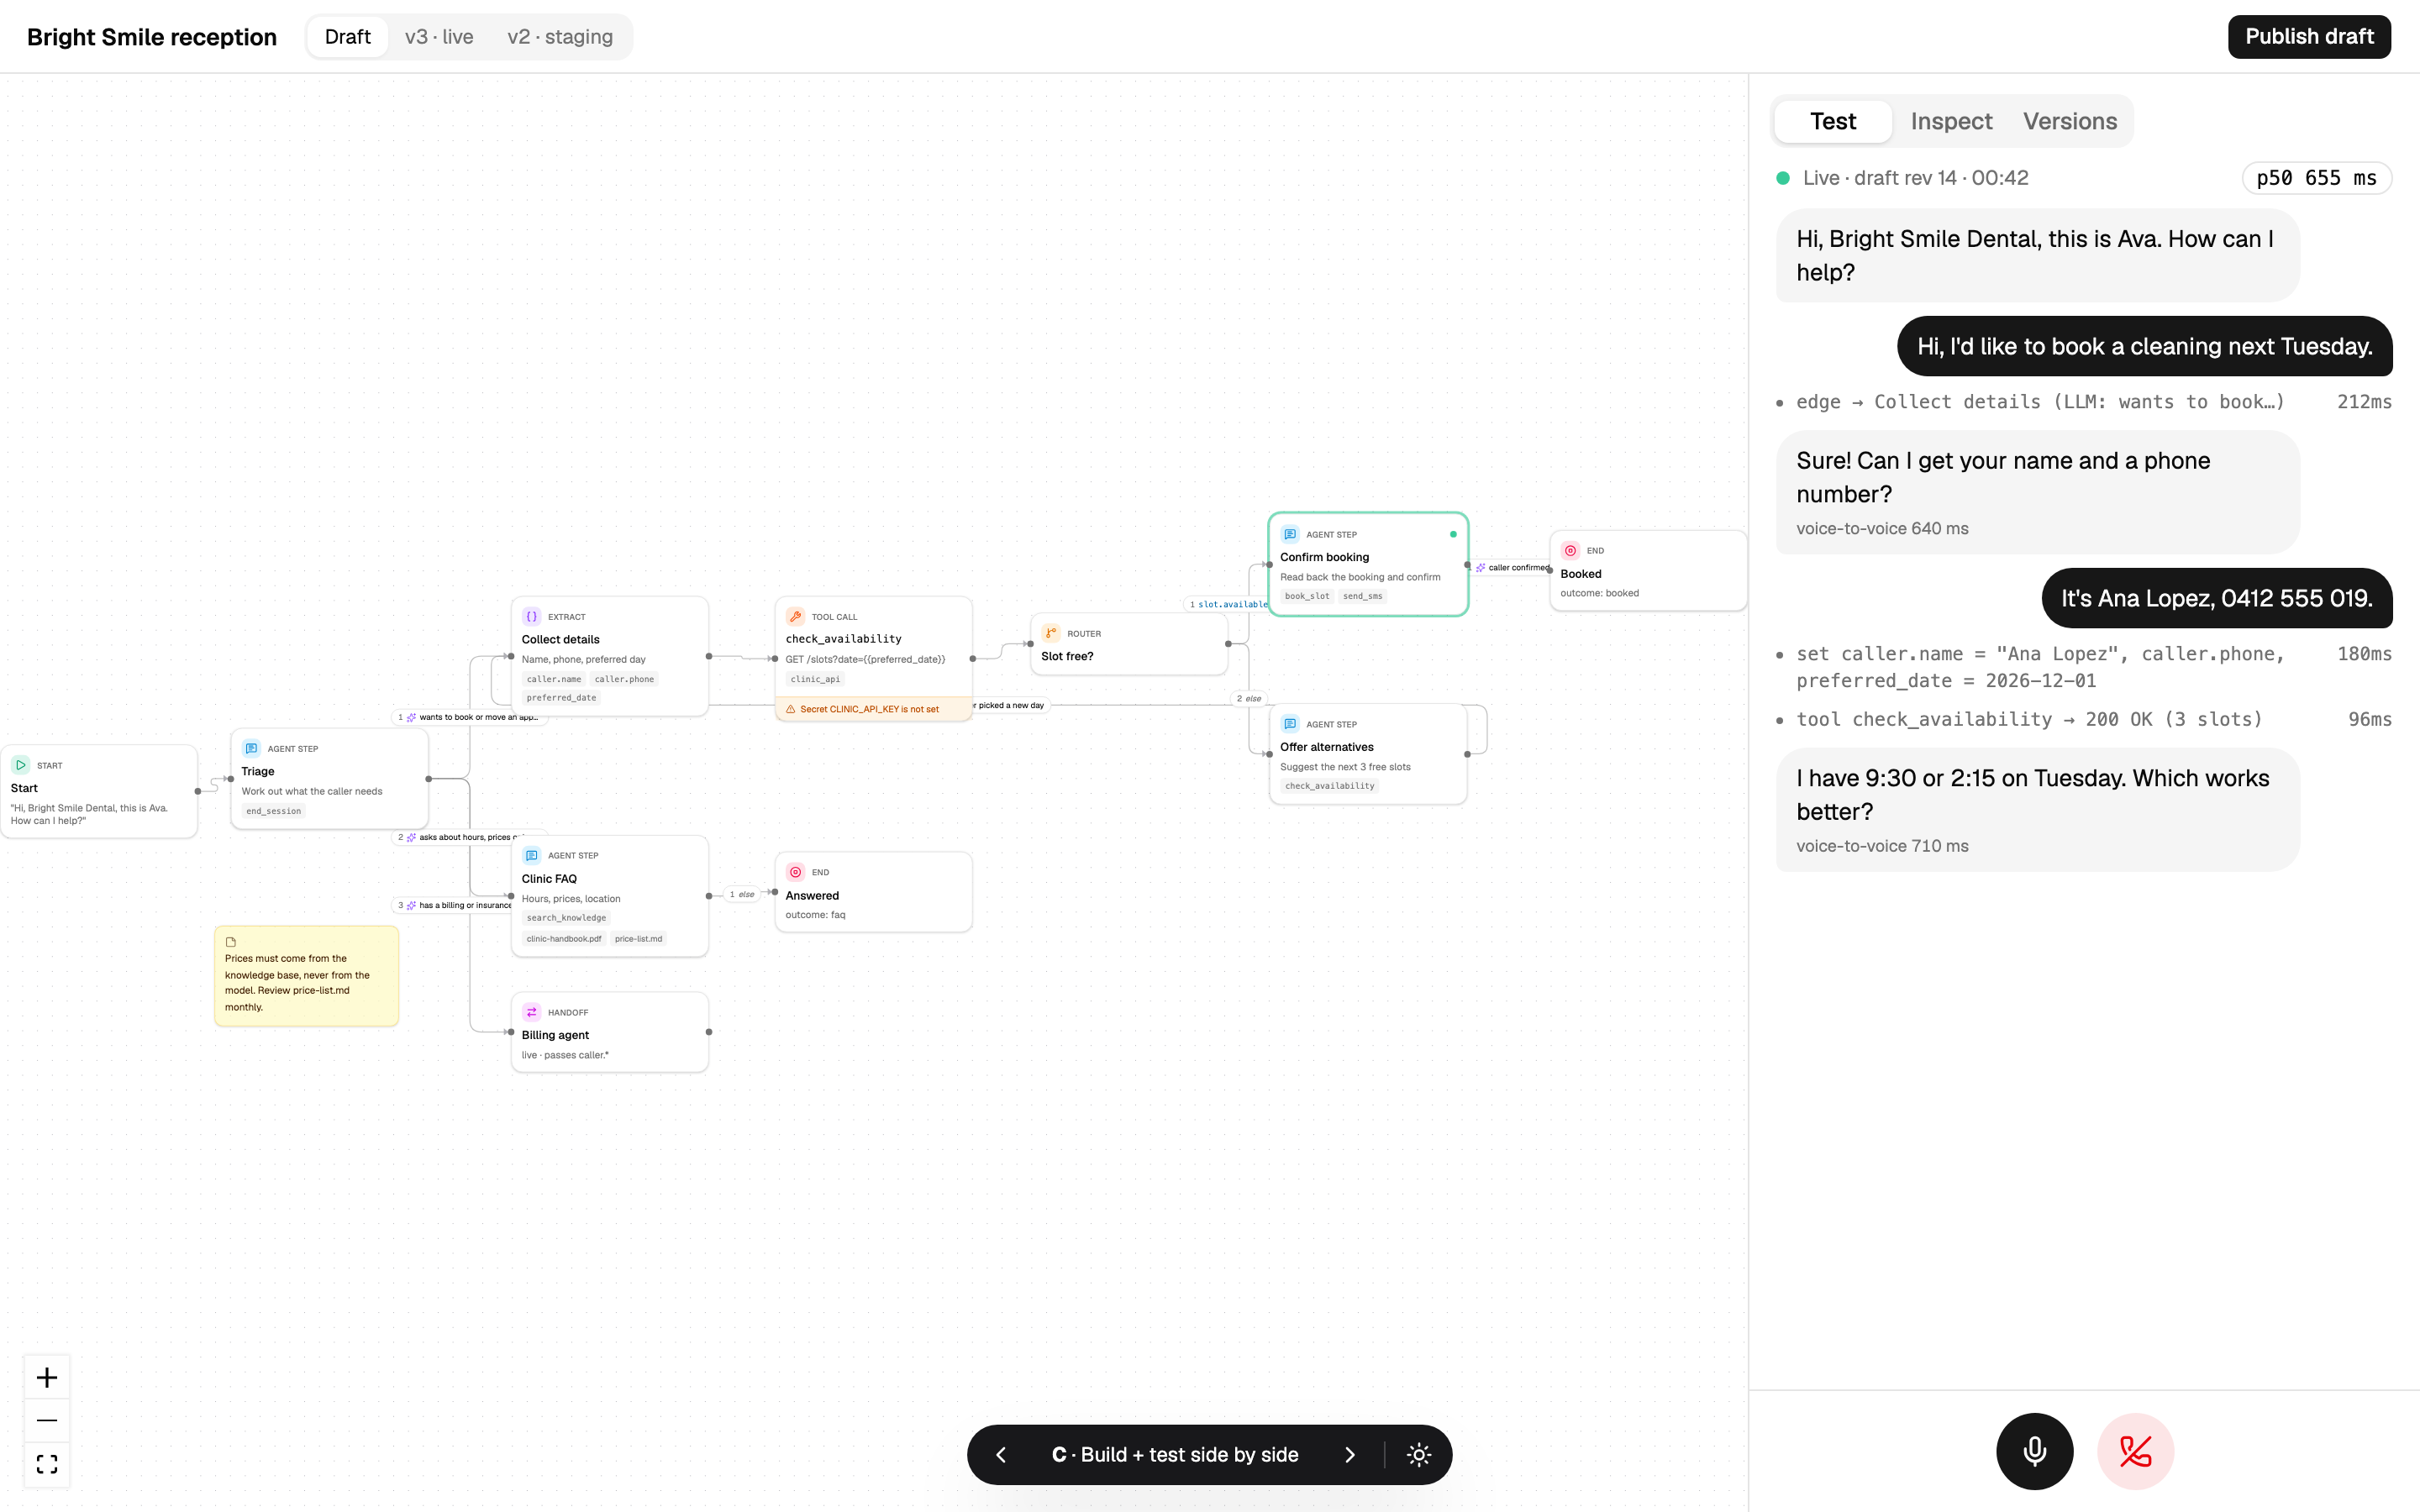 Bright Smile reception
Draft
v3 · live
v2 · staging
Publish draft
START
Start
"Hi, Bright Smile Dental, this is Ava.
How can I help?"
AGENT STEP
Triage
Work out what the caller needs
end_session
1 wants to book or move an app...
2 asks about hours, prices
3 has a billing or insurance
Prices must come from the
knowledge base, never from the
model. Review price-list.md
monthly.
EXTRACT
Collect details
Name, phone, preferred day
caller.name caller.phone
preferred_date
AGENT STEP
Clinic FAQ
Hours, prices, location
search_knowledge
clinic-handbook.pdf price-list.md
HANDOFF
Billing agent
live · passes caller.*
TOOL CALL
check_availability
GET /slots?date={{preferred_date}}
clinic_api
Secret CLINIC_API_KEY is not set
picked a new day
1 else
END
Answered
outcome: faq
ROUTER
Slot free?
1 slot.available
2 else
AGENT STEP
Confirm booking
Read back the booking and confirm
book_slot send_sms
caller confirmed
END
Booked
outcome: booked
AGENT STEP
Offer alternatives
Suggest the next 3 free slots
check_availability
C · Build + test side by side
Test
Inspect
Versions
Live · draft rev 14 · 00:42
p50 655 ms
Hi, Bright Smile Dental, this is Ava. How can I
help?
Hi, I'd like to book a cleaning next Tuesday.
edge → Collect details (LLM: wants to book…) 212ms
Sure! Can I get your name and a phone
number?
voice-to-voice 640 ms
It's Ana Lopez, 0412 555 019.
set caller.name = "Ana Lopez", caller.phone, 180ms
preferred_date = 2026-12-01
tool check_availability → 200 OK (3 slots) 96ms
I have 9:30 or 2:15 on Tuesday. Which works
better?
voice-to-voice 710 ms